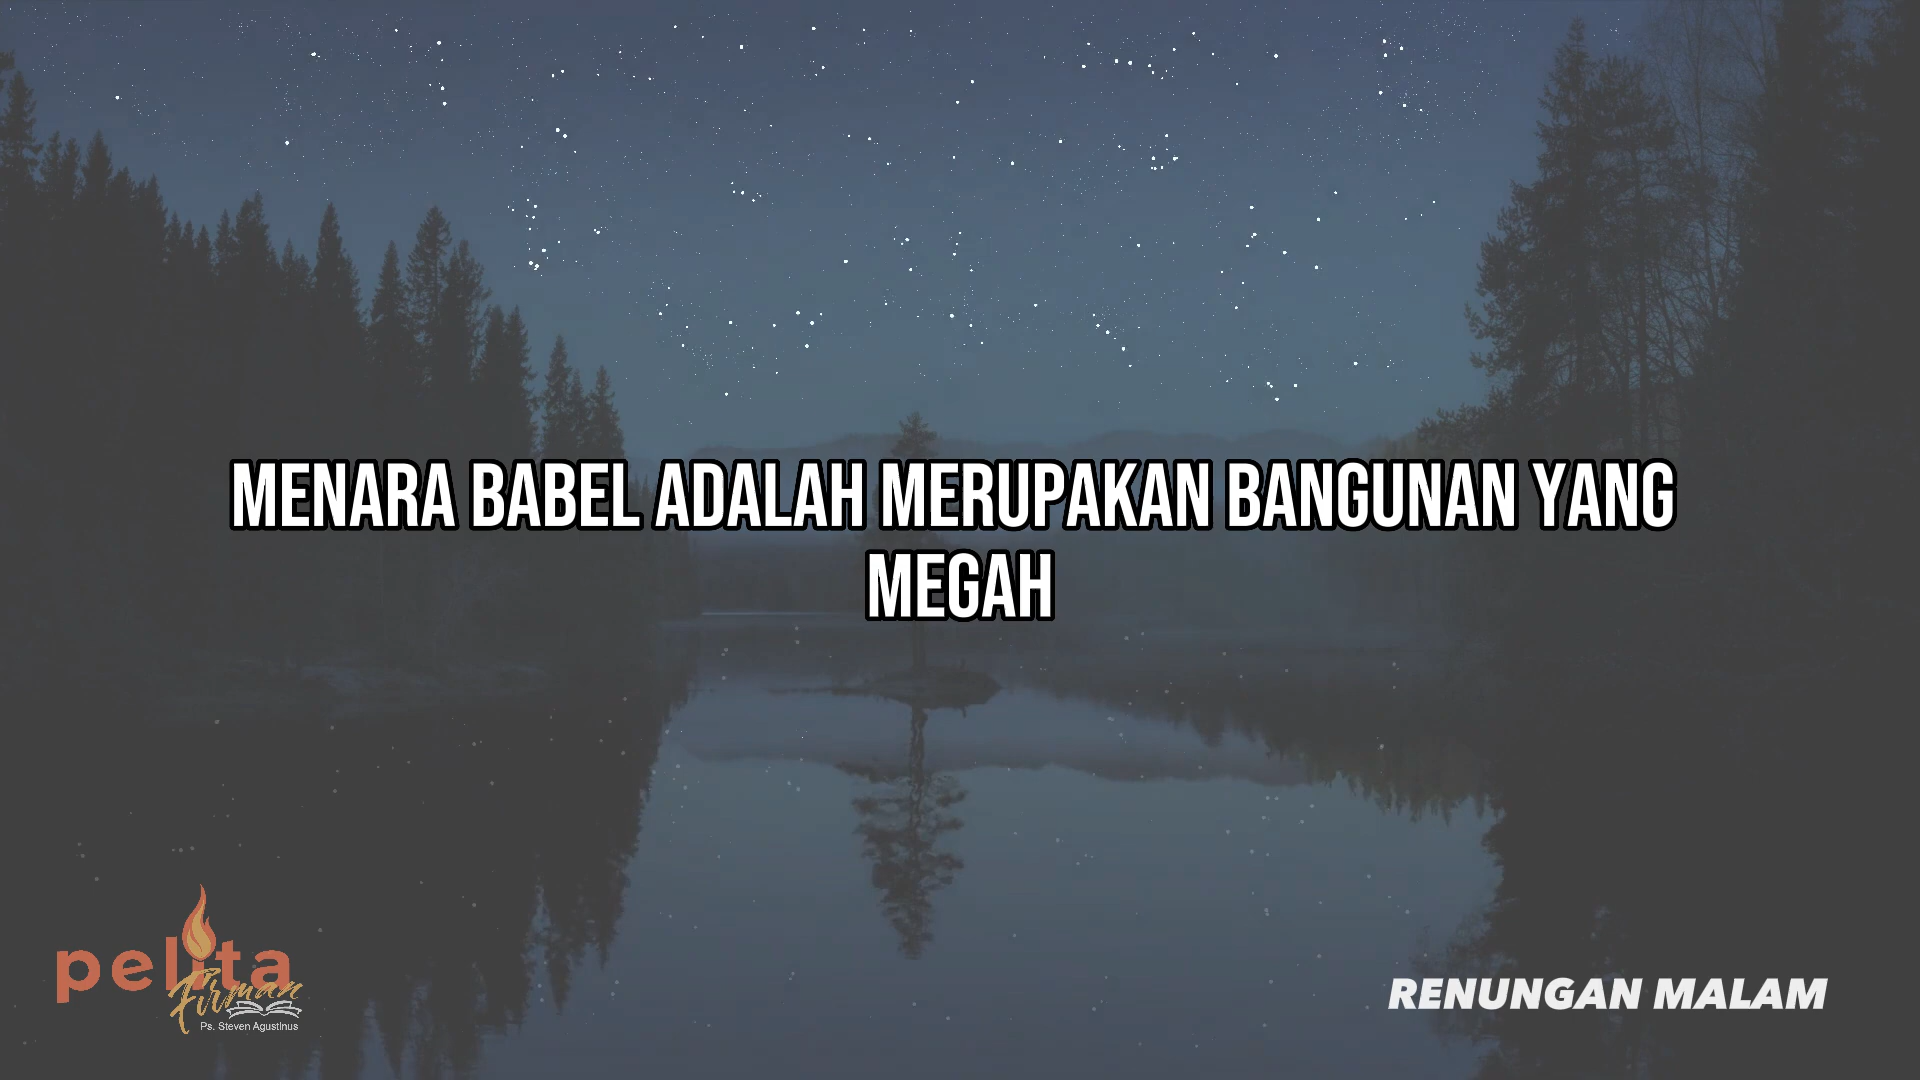 MENARA BABEL ADALAH MERUPAKAN BANGUNAN YANG
MEGAH
pelita
Firman
Ps. Steven Agustinus
RENUNGAN MALAM